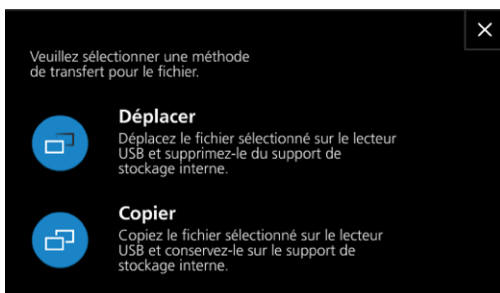 Veuillez sélectionner une méthode
de transfert pour le fichier.
Déplacer
Déplacez le fichier sélectionné sur le lecteur
USB et supprimez-le du support de
stockage interne.
Copier
Copiez le fichier sélectionné sur le lecteur
USB et conservez-le sur le support de
stockage interne.